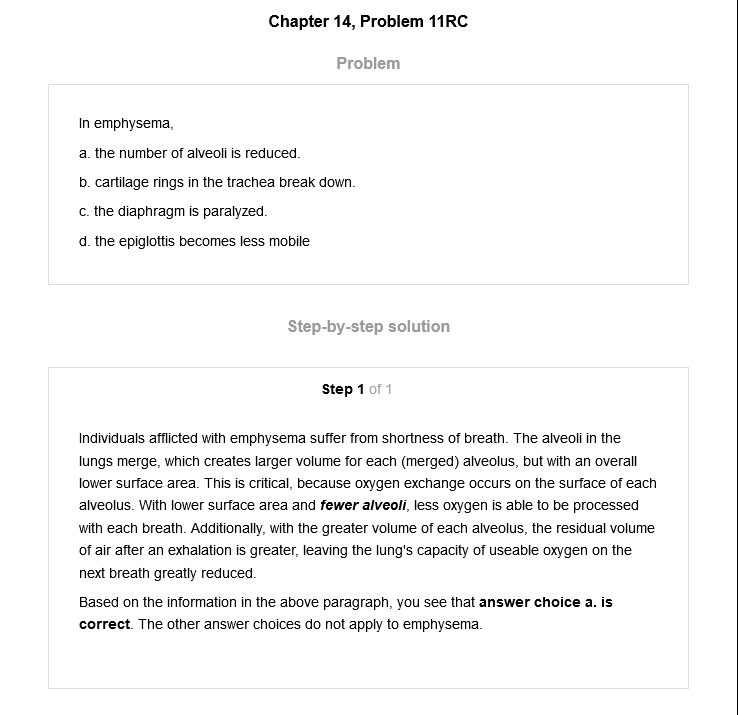 Chapter 14, Problem 11RC
Problem
In emphysema,
a. the number of alveoli is reduced.
b. cartilage rings in the trachea break down.
c. the diaphragm is paralyzed.
d. the epiglottis becomes less mobile
Step-by-step solution
Step 1 of 1
Individuals afflicted with emphysema suffer from shortness of breath. The alveoli in the
lungs merge, which creates larger volume for each (merged) alveolus, but with an overall
lower surface area. This is critical, because oxygen exchange occurs on the surface of each
alveolus. With lower surface area and fewer alveoli, less oxygen is able to be processed
with each breath. Additionally, with the greater volume of each alveolus, the residual volume
of air after an exhalation is greater, leaving the lung's capacity of useable oxygen on the
next breath greatly reduced.
Based on the information in the above paragraph, you see that answer choice a. is
correct. The other answer choices do not apply to emphysema.